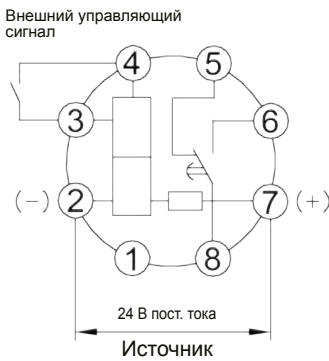 Внешний управляющий
сигнал
4 5
3 6
(−) 2 7 (+)
1 8
24 В пост. тока
Источник